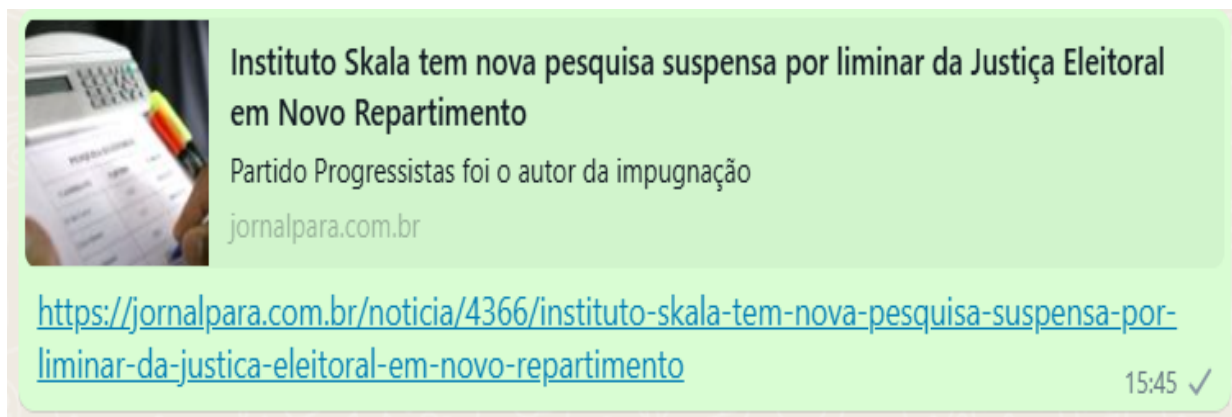 Instituto Skala tem nova pesquisa suspensa por liminar da Justiça Eleitoral
em Novo Repartimento
Partido Progressistas foi o autor da impugnação
jornalpara.com.br
https://jornalpara.com.br/noticia/4366/instituto-skala-tem-nova-pesquisa-suspensa-por-
liminar-da-justica-eleitoral-em-novo-repartimento
15:45